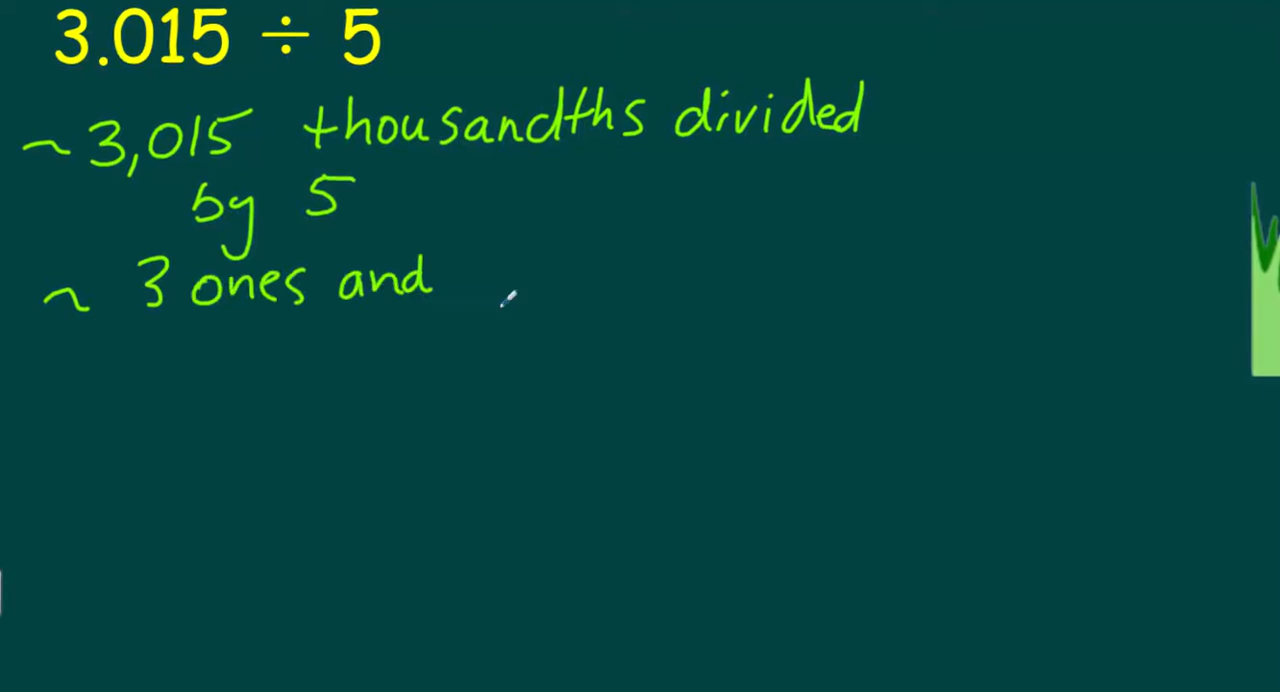 3.015 ÷ 5
~ 3,015 thousandths divided
by 5
~ 3 ones and